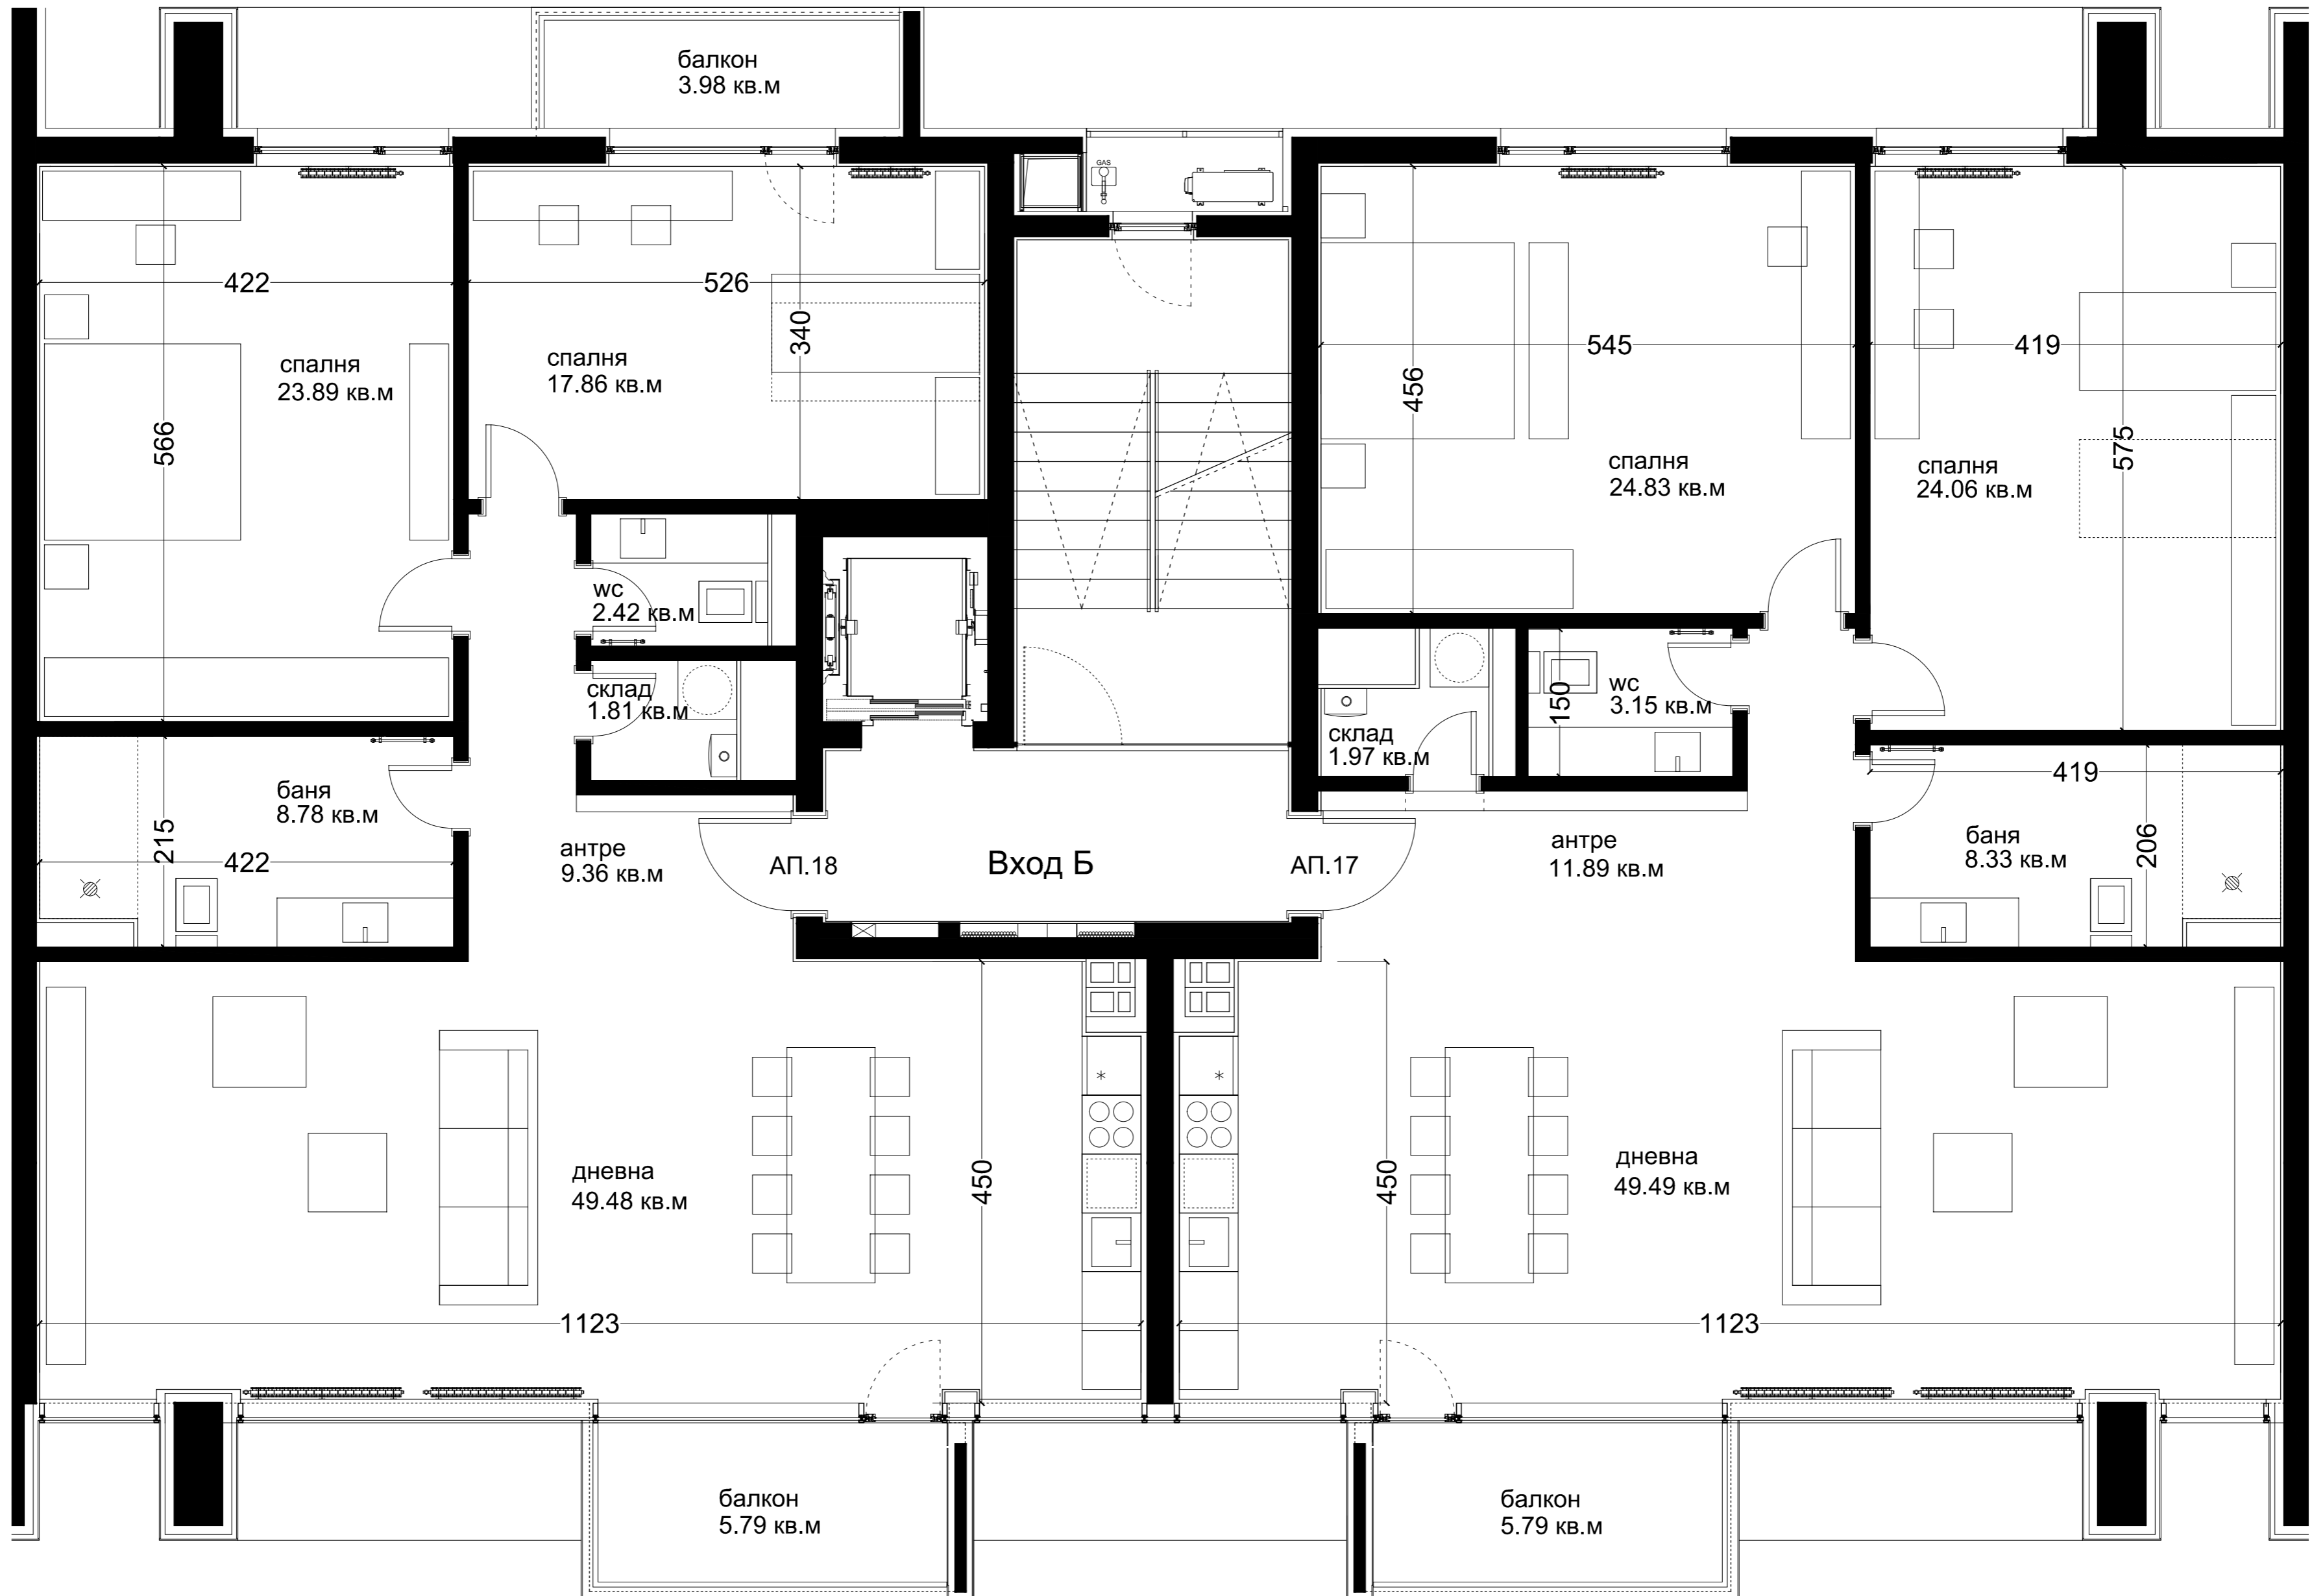 балкон
3.98 кв.м
GAS
422
526
340
спалня
23.89 кв.м
566
спалня
17.86 кв.м
545
456
419
575
спалня
24.83 кв.м
спалня
24.06 кв.м
wc
2.42 кв.м
склад
1.81 кв.м
150
wc
3.15 кв.м
склад
1.97 кв.м
419
баня
8.78 кв.м
215
422
антре
9.36 кв.м
АП.18
Вход Б
АП.17
антре
11.89 кв.м
баня
8.33 кв.м
206
дневна
49.48 кв.м
450
450
дневна
49.49 кв.м
1123
1123
балкон
5.79 кв.м
балкон
5.79 кв.м